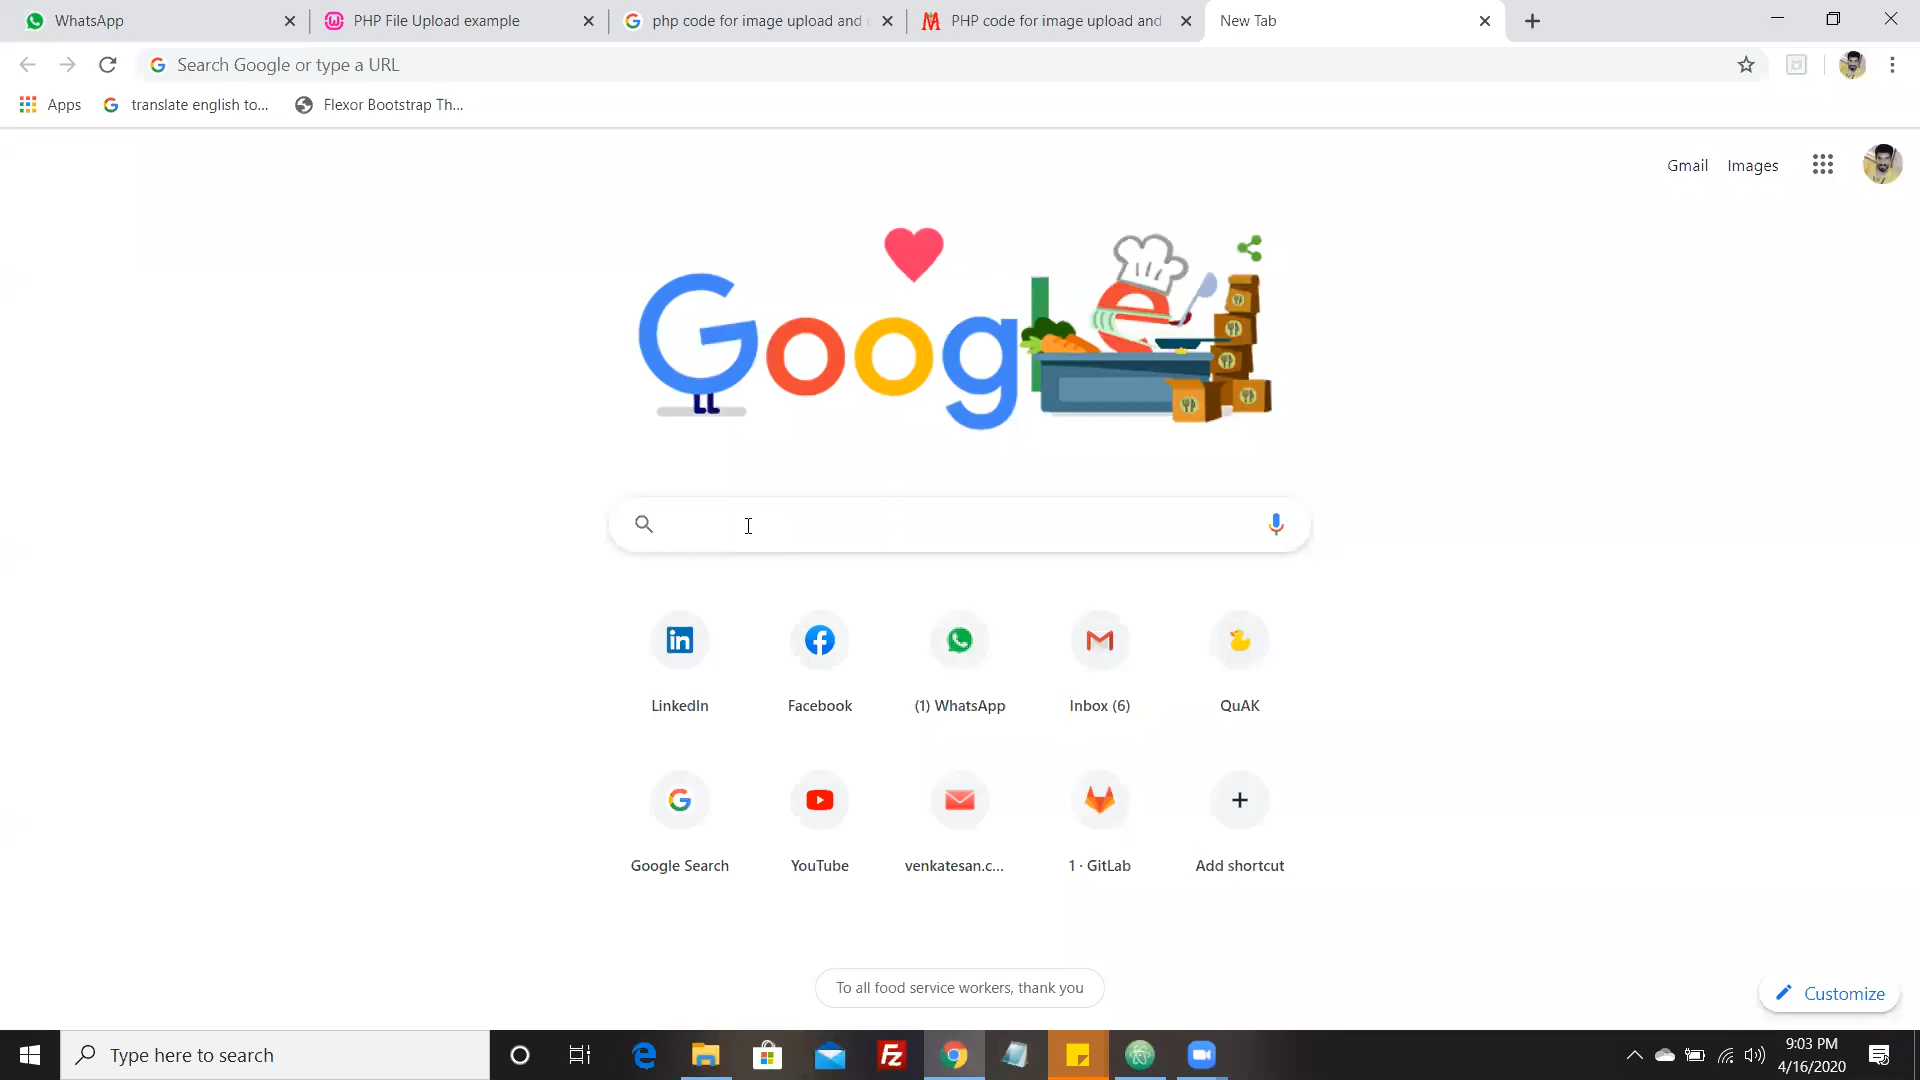 WhatsApp
PHP File Upload example
php code for image upload and
PHP code for image upload and
New Tab
Search Google or type a URL
Apps
translate english to...
Flexor Bootstrap Th...
Gmail
Images
Google
LinkedIn
Facebook
(1) WhatsApp
Inbox (6)
QuAK
Google Search
YouTube
venkatesan.c...
1 · GitLab
Add shortcut
To all food service workers, thank you
Customize
Type here to search
9:03 PM
4/16/2020